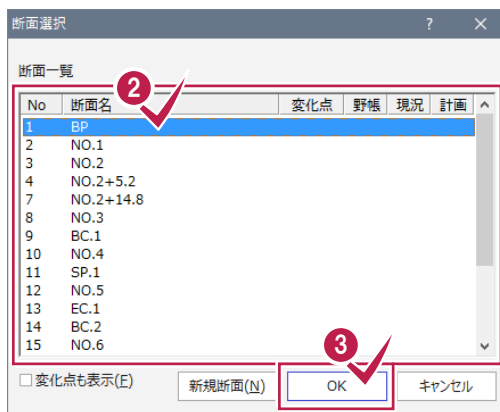 断面選択 ? ×
断面一覧
2
No 断面名 変化点 野帳 現況 計画
1 BP
2 NO.1
3 NO.2
4 NO.2+5.2
7 NO.2+14.8
8 NO.3
9 BC.1
10 NO.4
11 SP.1
12 NO.5
13 EC.1
14 BC.2
15 NO.6
3
変化点も表示(F) 新規断面(N) OK キャンセル